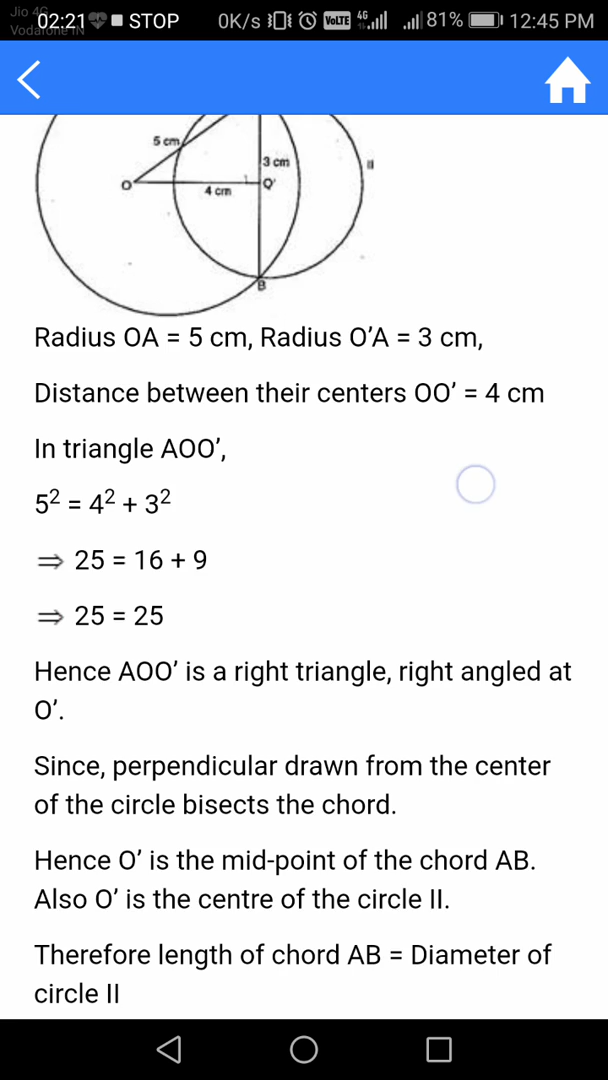 Jio 4G
Vodafone IN
02:21 STOP 0K/s VoLTE 4G 81% 12:45 PM
5 cm
3 cm
II
O
4 cm
O'
B
Radius OA = 5 cm, Radius O’A = 3 cm,
Distance between their centers OO’ = 4 cm
In triangle AOO’,
5² = 4² + 3²
⇒ 25 = 16 + 9
⇒ 25 = 25
Hence AOO’ is a right triangle, right angled at
O’.
Since, perpendicular drawn from the center
of the circle bisects the chord.
Hence O’ is the mid-point of the chord AB.
Also O’ is the centre of the circle II.
Therefore length of chord AB = Diameter of
circle II